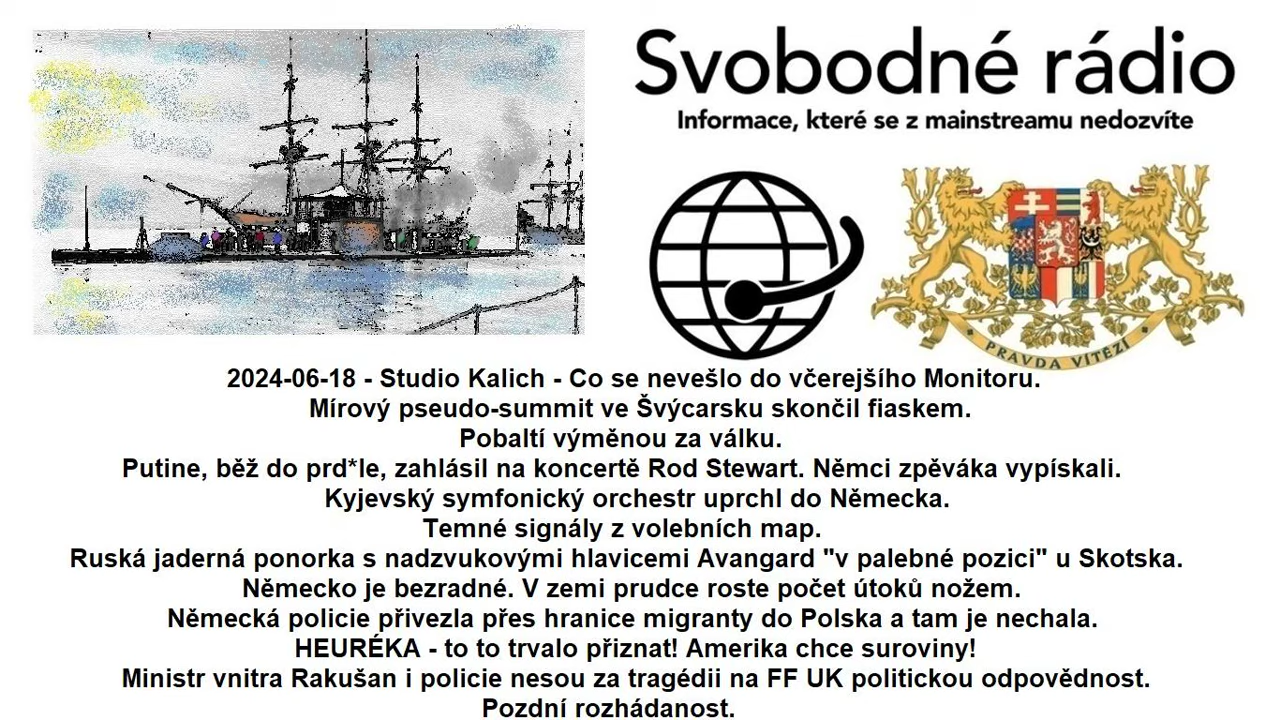 Svobodné rádio
Informace, které se z mainstreamu nedozvíte
PRAVDA VÍTĚZÍ
2024-06-18 - Studio Kalich - Co se nevešlo do včerejšího Monitoru.
Mírový pseudo-summit ve Švýcarsku skončil fiaskem.
Pobaltí výměnou za válku.
Putine, běž do prd*le, zahlásil na koncertě Rod Stewart. Němci zpěváka vypískali.
Kyjevský symfonický orchestr uprchl do Německa.
Temné signály z volebních map.
Ruská jaderná ponorka s nadzvukovými hlavicemi Avangard "v palebné pozici" u Skotska.
Německo je bezradné. V zemi prudce roste počet útoků nožem.
Německá policie přivezla přes hranice migranty do Polska a tam je nechala.
HEURÉKA - to to trvalo přiznat! Amerika chce suroviny!
Ministr vnitra Rakušan i policie nesou za tragédii na FF UK politickou odpovědnost.
Pozdní rozhádanost.